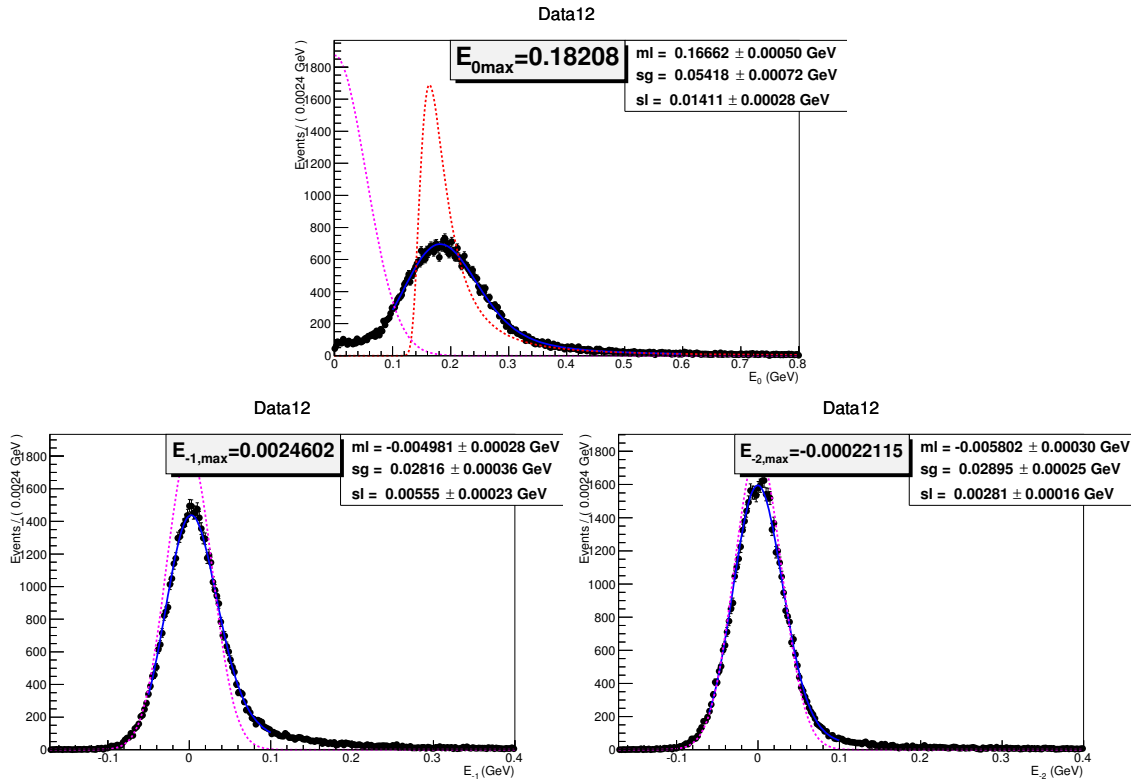 Data12
E0max=0.18208
ml = 0.16662 ± 0.00050 GeV
sg = 0.05418 ± 0.00072 GeV
sl = 0.01411 ± 0.00028 GeV
Events / ( 0.0024 GeV )
1800
1600
1400
1200
1000
800
600
400
200
0
0 0.1 0.2 0.3 0.4 0.5 0.6 0.7 0.8
E0 (GeV)
Data12
E-1,max=0.0024602
ml = -0.004981 ± 0.00028 GeV
sg = 0.02816 ± 0.00036 GeV
sl = 0.00555 ± 0.00023 GeV
Events / ( 0.0024 GeV )
1800
1600
1400
1200
1000
800
600
400
200
0
-0.1 0 0.1 0.2 0.3 0.4
E-1 (GeV)
Data12
E-2,max=-0.00022115
ml = -0.005802 ± 0.00030 GeV
sg = 0.02895 ± 0.00025 GeV
sl = 0.00281 ± 0.00016 GeV
Events / ( 0.0024 GeV )
1800
1600
1400
1200
1000
800
600
400
200
0
-0.1 0 0.1 0.2 0.3 0.4
E-2 (GeV)